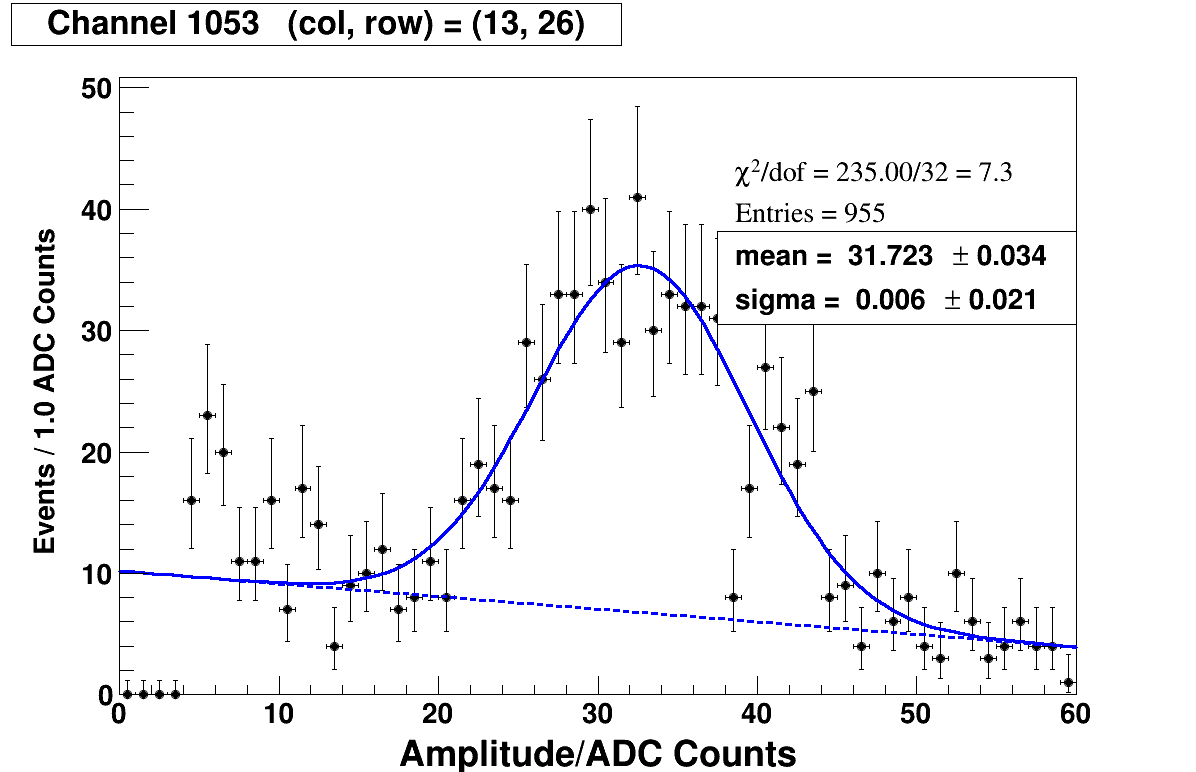 Channel 1053 (col, row) = (13, 26)
χ²/dof = 235.00/32 = 7.3
Entries = 955
mean = 31.723 ± 0.034
sigma = 0.006 ± 0.021
Events / 1.0 ADC Counts
50
40
30
20
10
0
0 10 20 30 40 50 60
Amplitude/ADC Counts